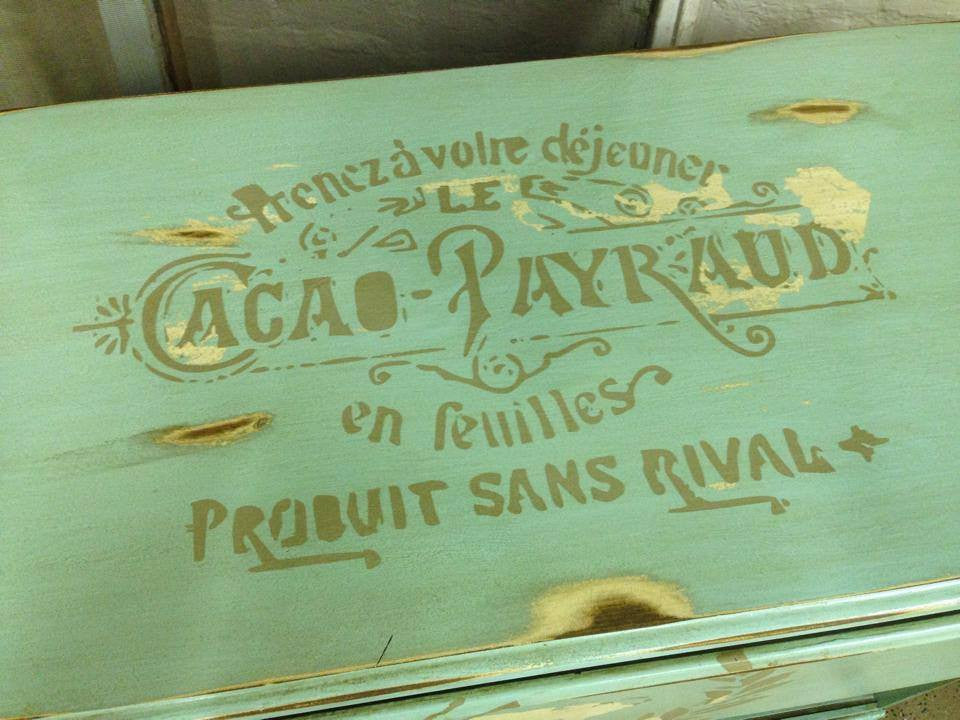 Prenez à votre déjeuner
LE
CACAO-PAYRAUD
en feuilles
PRODUIT SANS RIVAL